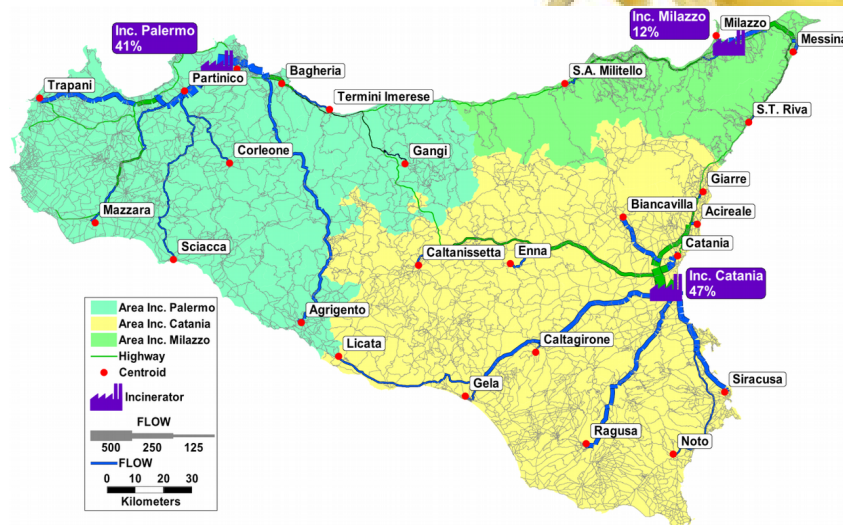 Inc. Palermo
41%
Inc. Milazzo
12%
Milazzo
Messina
Trapani
Partinico
Bagheria
Termini Imerese
S.A. Militello
S.T. Riva
Corleone
Gangi
Giarre
Biancavilla
Acireale
Mazzara
Sciacca
Caltanissetta
Enna
Catania
Inc. Catania
47%
Agrigento
Licata
Caltagirone
Gela
Siracusa
Ragusa
Noto
Area Inc. Palermo
Area Inc. Catania
Area Inc. Milazzo
Highway
Centroid
Incinerator
FLOW
500 250 125
FLOW
0 10 20 30
Kilometers